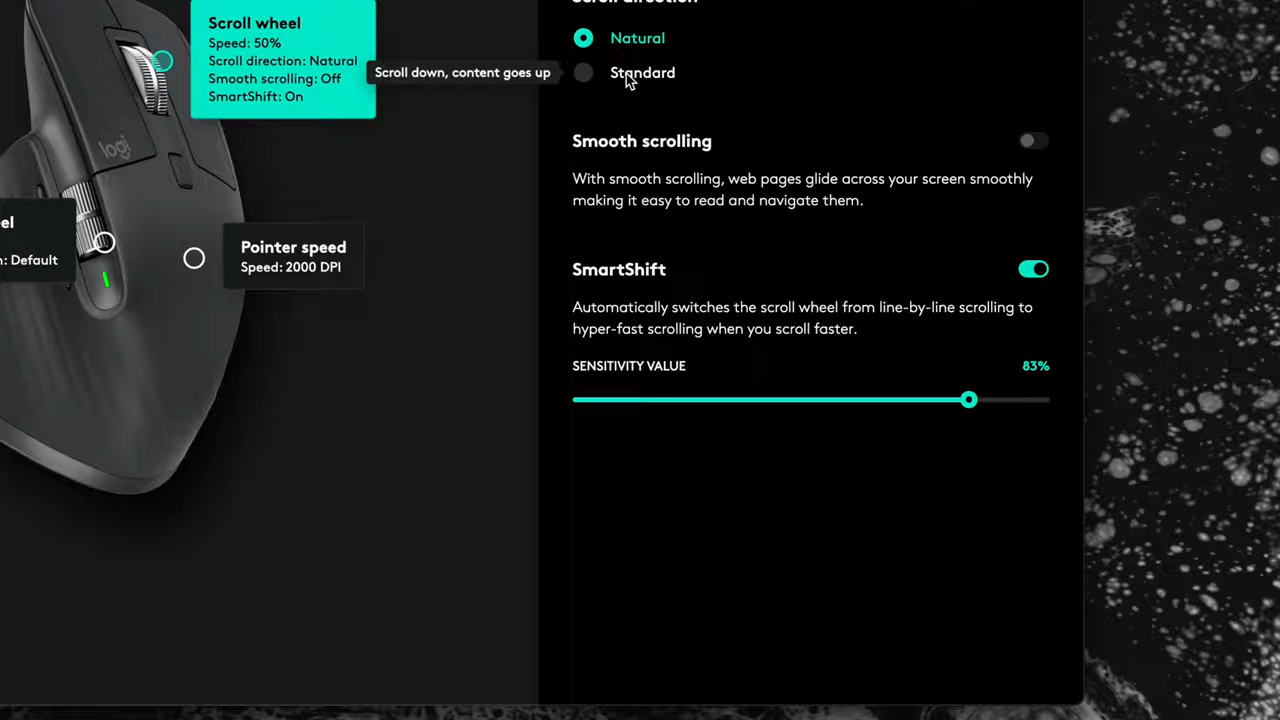 Scroll direction
Natural
Standard
Scroll down, content goes up
Scroll wheel
Speed: 50%
Scroll direction: Natural
Smooth scrolling: Off
SmartShift: On
logi
el
n: Default
Pointer speed
Speed: 2000 DPI
Smooth scrolling
With smooth scrolling, web pages glide across your screen smoothly
making it easy to read and navigate them.
SmartShift
Automatically switches the scroll wheel from line-by-line scrolling to
hyper-fast scrolling when you scroll faster.
SENSITIVITY VALUE
83%